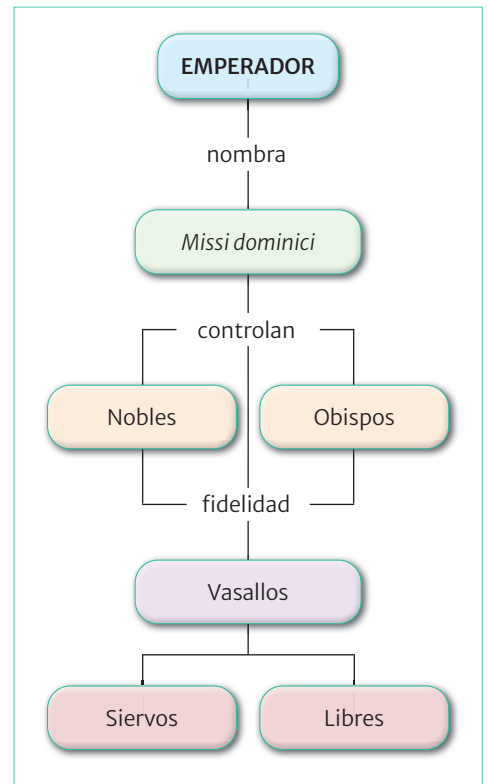 EMPERADOR
nombra
Missi dominici
controlan
Nobles
Obispos
fidelidad
Vasallos
Siervos
Libres